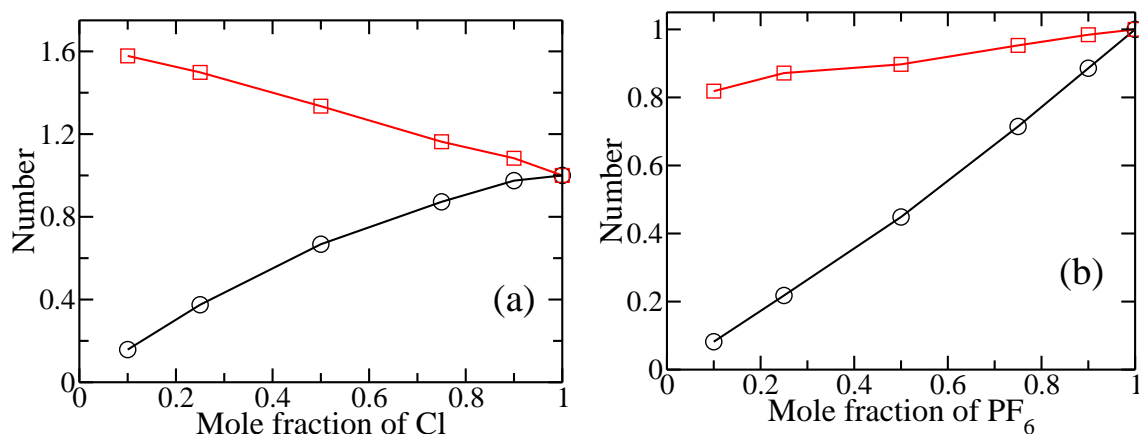 1.6
1.2
0.8
0.4
0
Number
(a)
0 0.2 0.4 0.6 0.8 1
Mole fraction of Cl
1
0.8
0.6
0.4
0.2
0
Number
(b)
0 0.2 0.4 0.6 0.8 1
Mole fraction of PF₆